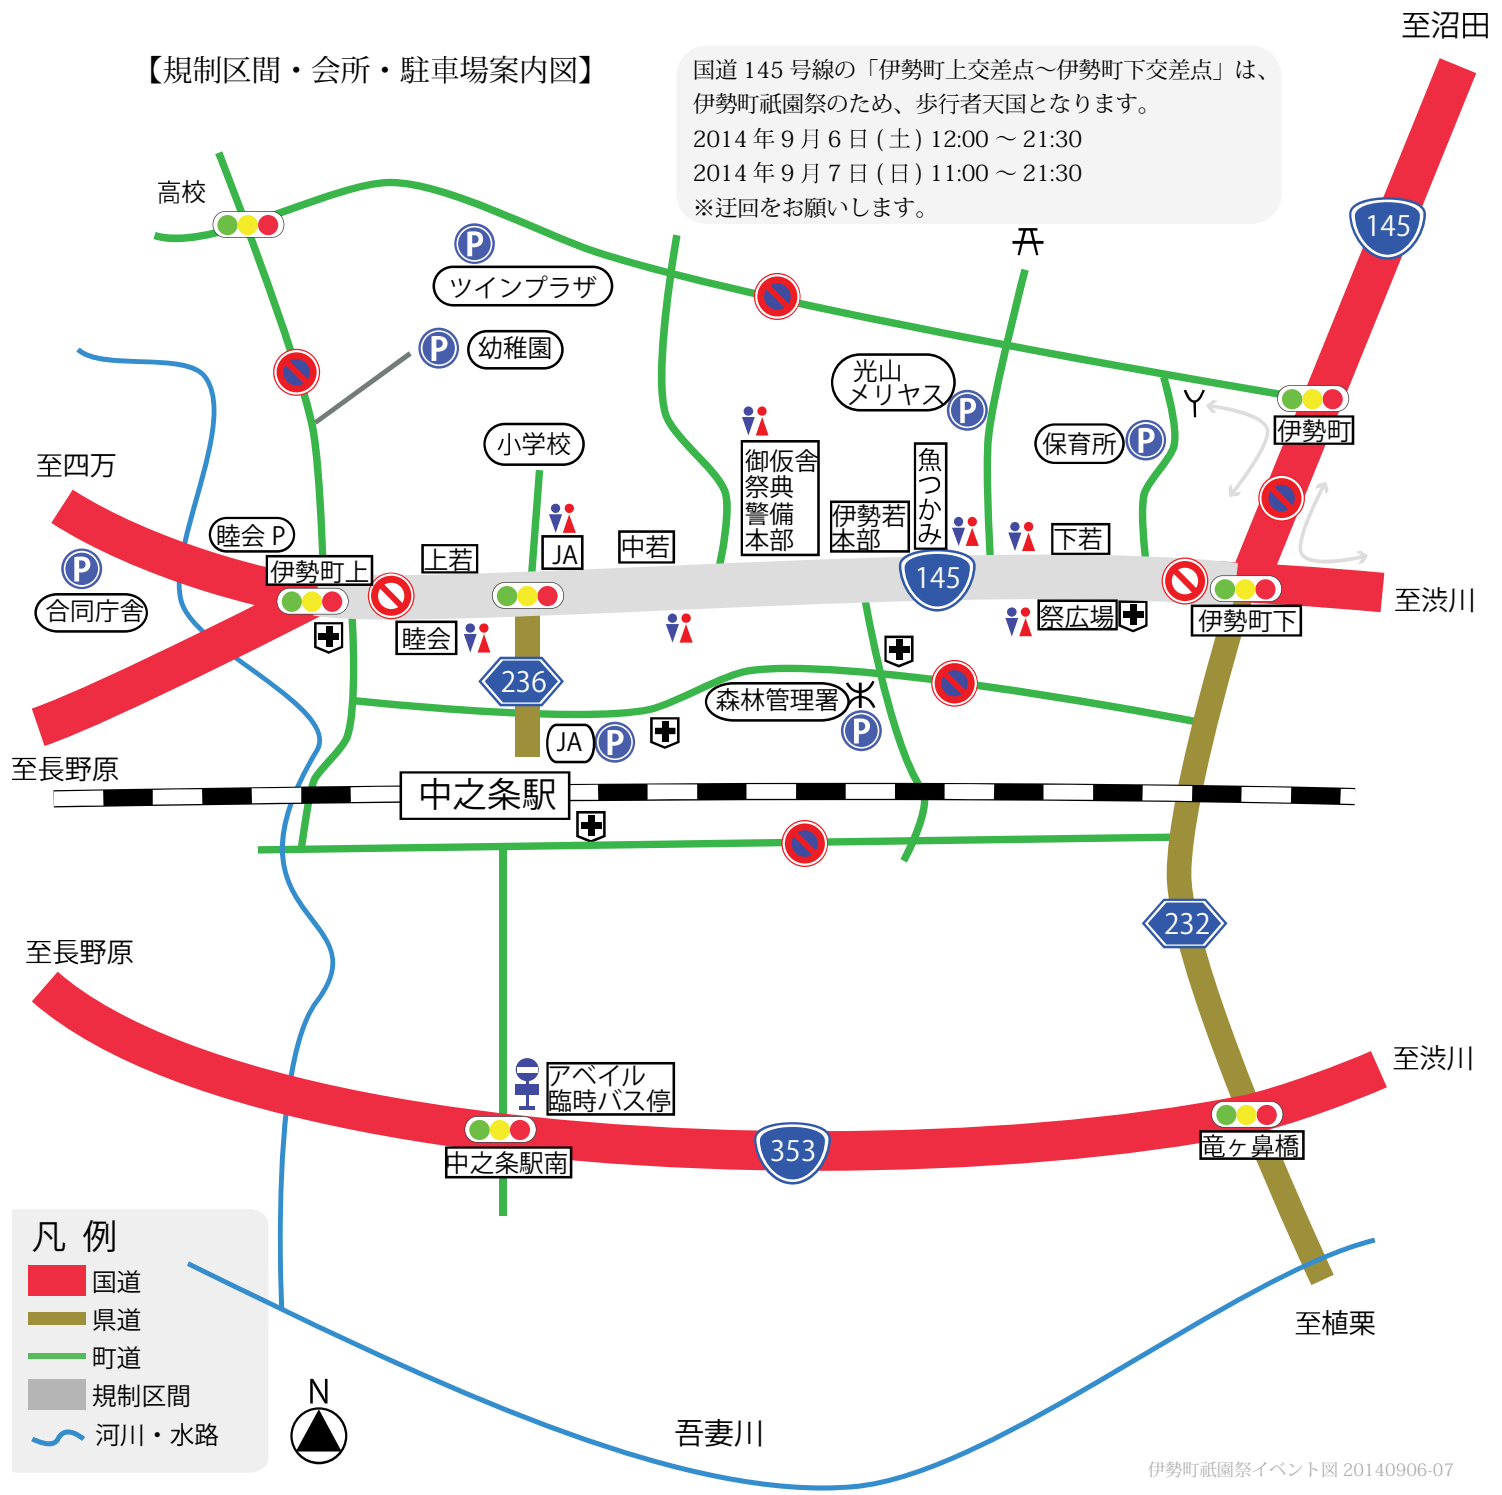 至沼田
【規制区間・会所・駐車場案内図】
国道 145 号線の「伊勢町上交差点～伊勢町下交差点」は、
伊勢町祇園祭のため、歩行者天国となります。
2014 年 9 月 6 日 ( 土 ) 12:00 ～ 21:30
2014 年 9 月 7 日 ( 日 ) 11:00 ～ 21:30
※迂回をお願いします。
高校
145
P
ツインプラザ
P
幼稚園
光山
メリヤス
P
伊勢町
小学校
保育所
P
至四万
御仮舎
祭典
警備
本部
魚つかみ
伊勢若
本部
睦会 P
P
合同庁舎
伊勢町上
上若
JA
中若
下若
145
至渋川
睦会
祭広場
伊勢町下
236
森林管理署
P
JA
P
至長野原
中之条駅
232
至長野原
至渋川
アベイル
臨時バス停
中之条駅南
353
竜ヶ鼻橋
凡 例
国道
県道
町道
規制区間
河川・水路
N
至植栗
吾妻川
伊勢町祇園祭イベント図 20140906-07